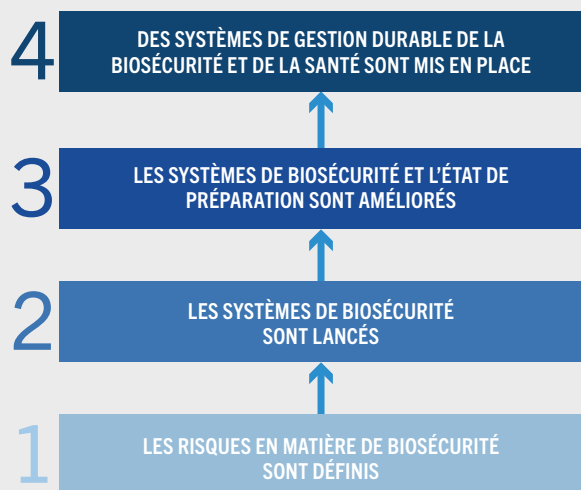 4
DES SYSTÈMES DE GESTION DURABLE DE LA
BIOSÉCURITÉ ET DE LA SANTÉ SONT MIS EN PLACE
3
LES SYSTÈMES DE BIOSÉCURITÉ ET L'ÉTAT DE
PRÉPARATION SONT AMÉLIORÉS
2
LES SYSTÈMES DE BIOSÉCURITÉ
SONT LANCÉS
1
LES RISQUES EN MATIÈRE DE BIOSÉCURITÉ
SONT DÉFINIS